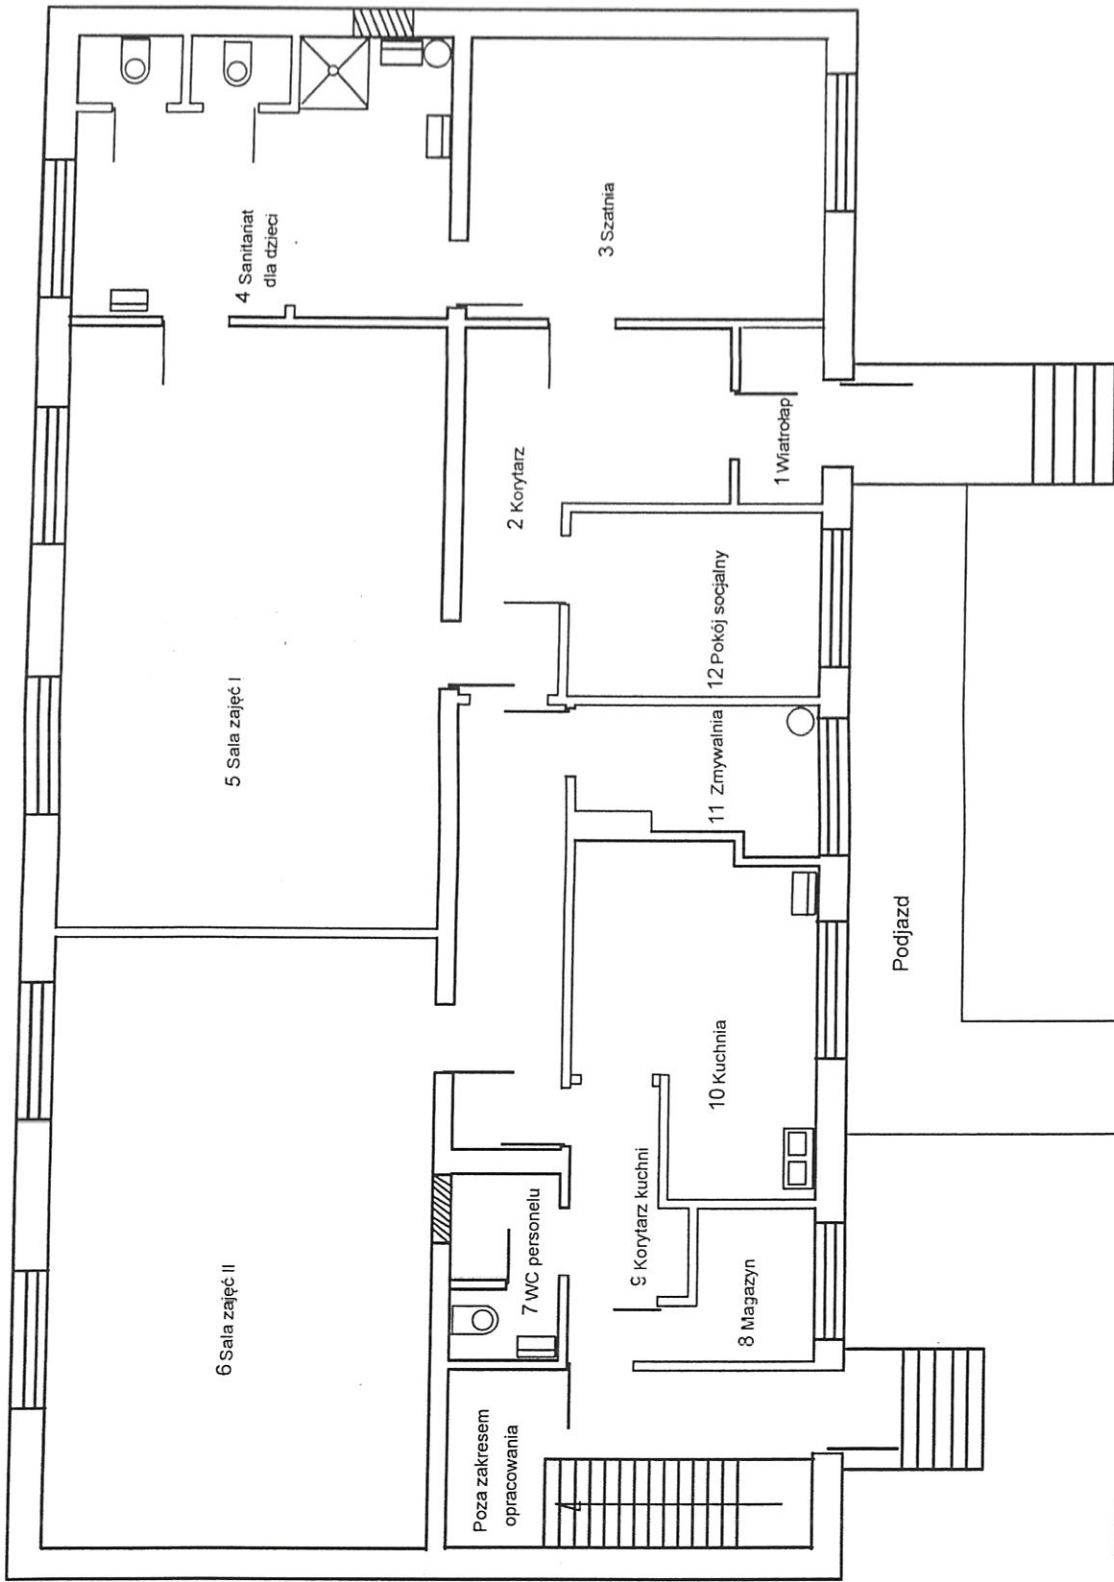 4 Sanitariat
dla dzieci
3 Szatnia
5 Sala zajęć I
2 Korytarz
1 Wiatrołap
12 Pokój socjalny
11 Zmywalnia
6 Sala zajęć II
7 WC personelu
9 Korytarz kuchni
10 Kuchnia
8 Magazyn
Podjazd
Poza zakresem
opracowania